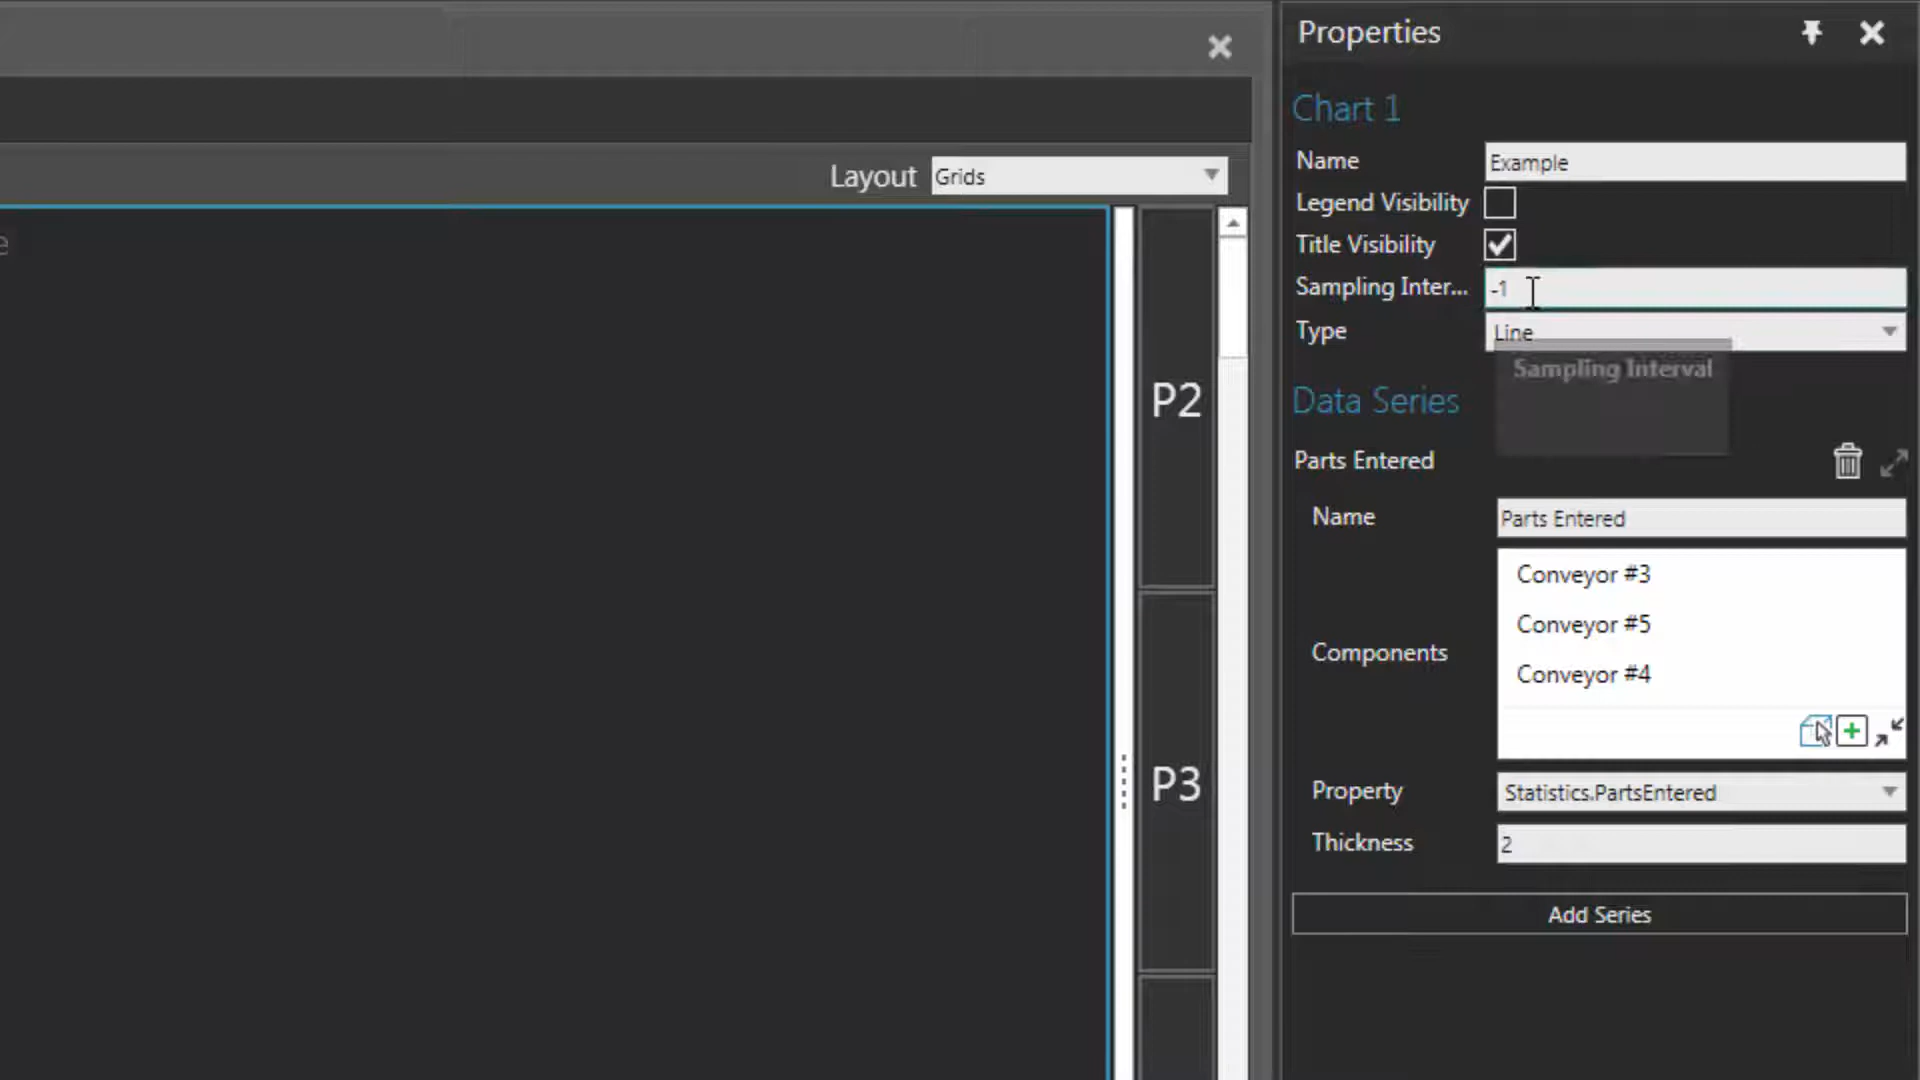 Properties
Chart 1
Layout Grids
Name Example
Legend Visibility
Title Visibility
Sampling Inter... -1
Type Line
Sampling Interval
Data Series
Parts Entered
Name Parts Entered
Components
Conveyor #3
Conveyor #5
Conveyor #4
Property Statistics.PartsEntered
Thickness 2
Add Series
P2
P3
e